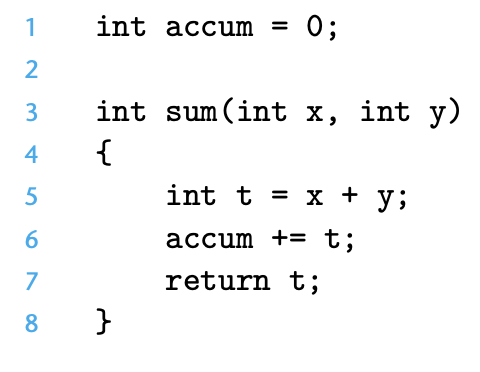 1 int accum = 0;
2
3 int sum(int x, int y)
4 {
5     int t = x + y;
6     accum += t;
7     return t;
8 }